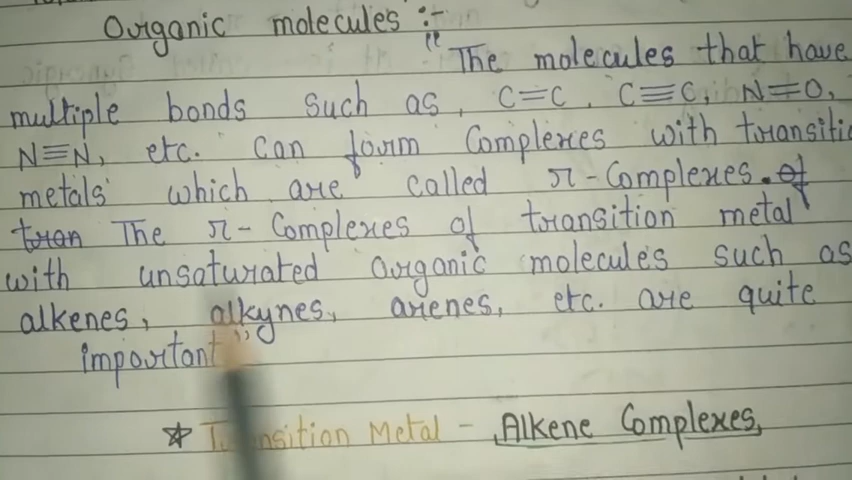 Organic molecules :-
" The molecules that have
multiple bonds such as, C=C, C≡C, N=O,
N≡N, etc. can form Complexes with transitio
metals which are called π-Complexes. of
tran The π-Complexes of transition metal
with unsaturated organic molecules such as
alkenes, alkynes, arenes, etc. are quite
important"
☆ Transition Metal - Alkene Complexes,